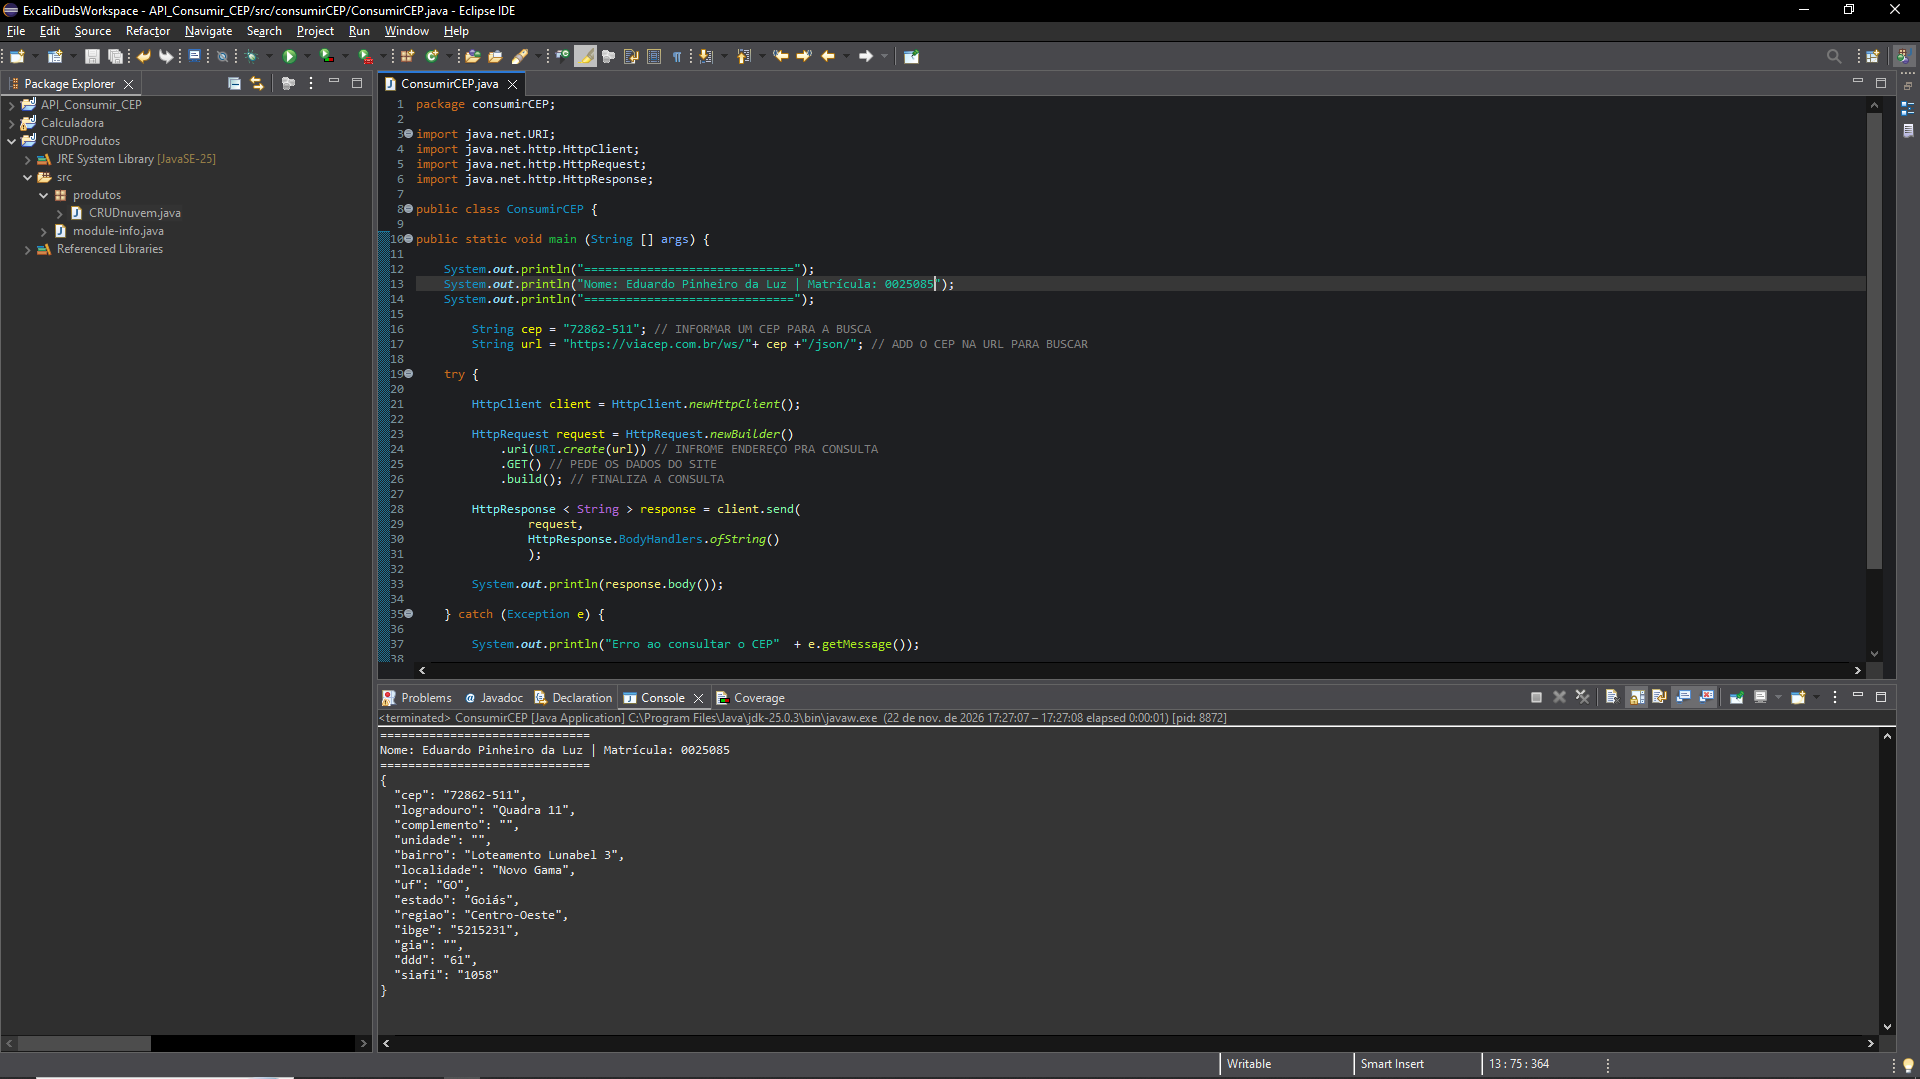 ExcaliDudsWorkspace - API_Consumir_CEP/src/consumirCEP/ConsumirCEP.java - Eclipse IDE
File Edit Source Refactor Navigate Search Project Run Window Help
Package Explorer
API_Consumir_CEP
Calculadora
CRUDProdutos
JRE System Library [JavaSE-25]
src
produtos
CRUDnuvem.java
module-info.java
Referenced Libraries
ConsumirCEP.java
1 package consumirCEP;
2
3 import java.net.URI;
4 import java.net.http.HttpClient;
5 import java.net.http.HttpRequest;
6 import java.net.http.HttpResponse;
7
8 public class ConsumirCEP {
9
10 public static void main (String [] args) {
11
12 System.out.println("==============================");
13 System.out.println("Nome: Eduardo Pinheiro da Luz | Matrícula: 0025085");
14 System.out.println("==============================");
15
16 String cep = "72862-511"; // INFORMAR UM CEP PARA A BUSCA
17 String url = "https://viacep.com.br/ws/"+ cep +"/json/"; // ADD O CEP NA URL PARA BUSCAR
18
19 try {
20
21 HttpClient client = HttpClient.newHttpClient();
22
23 HttpRequest request = HttpRequest.newBuilder()
24 .uri(URI.create(url)) // INFROME ENDEREÇO PRA CONSULTA
25 .GET() // PEDE OS DADOS DO SITE
26 .build(); // FINALIZA A CONSULTA
27
28 HttpResponse < String > response = client.send(
29 request,
30 HttpResponse.BodyHandlers.ofString()
31 );
32
33 System.out.println(response.body());
34
35 } catch (Exception e) {
36
37 System.out.println("Erro ao consultar o CEP" + e.getMessage());
38
Problems Javadoc Declaration Console Coverage
<terminated> ConsumirCEP [Java Application] C:\Program Files\Java\jdk-25.0.3\bin\javaw.exe (22 de nov. de 2026 17:27:07 – 17:27:08 elapsed 0:00:01) [pid: 8872]
==============================
Nome: Eduardo Pinheiro da Luz | Matrícula: 0025085
==============================
{
"cep": "72862-511",
"logradouro": "Quadra 11",
"complemento": "",
"unidade": "",
"bairro": "Loteamento Lunabel 3",
"localidade": "Novo Gama",
"uf": "GO",
"estado": "Goiás",
"regiao": "Centro-Oeste",
"ibge": "5215231",
"gia": "",
"ddd": "61",
"siafi": "1058"
}
Writable Smart Insert 13 : 75 : 364